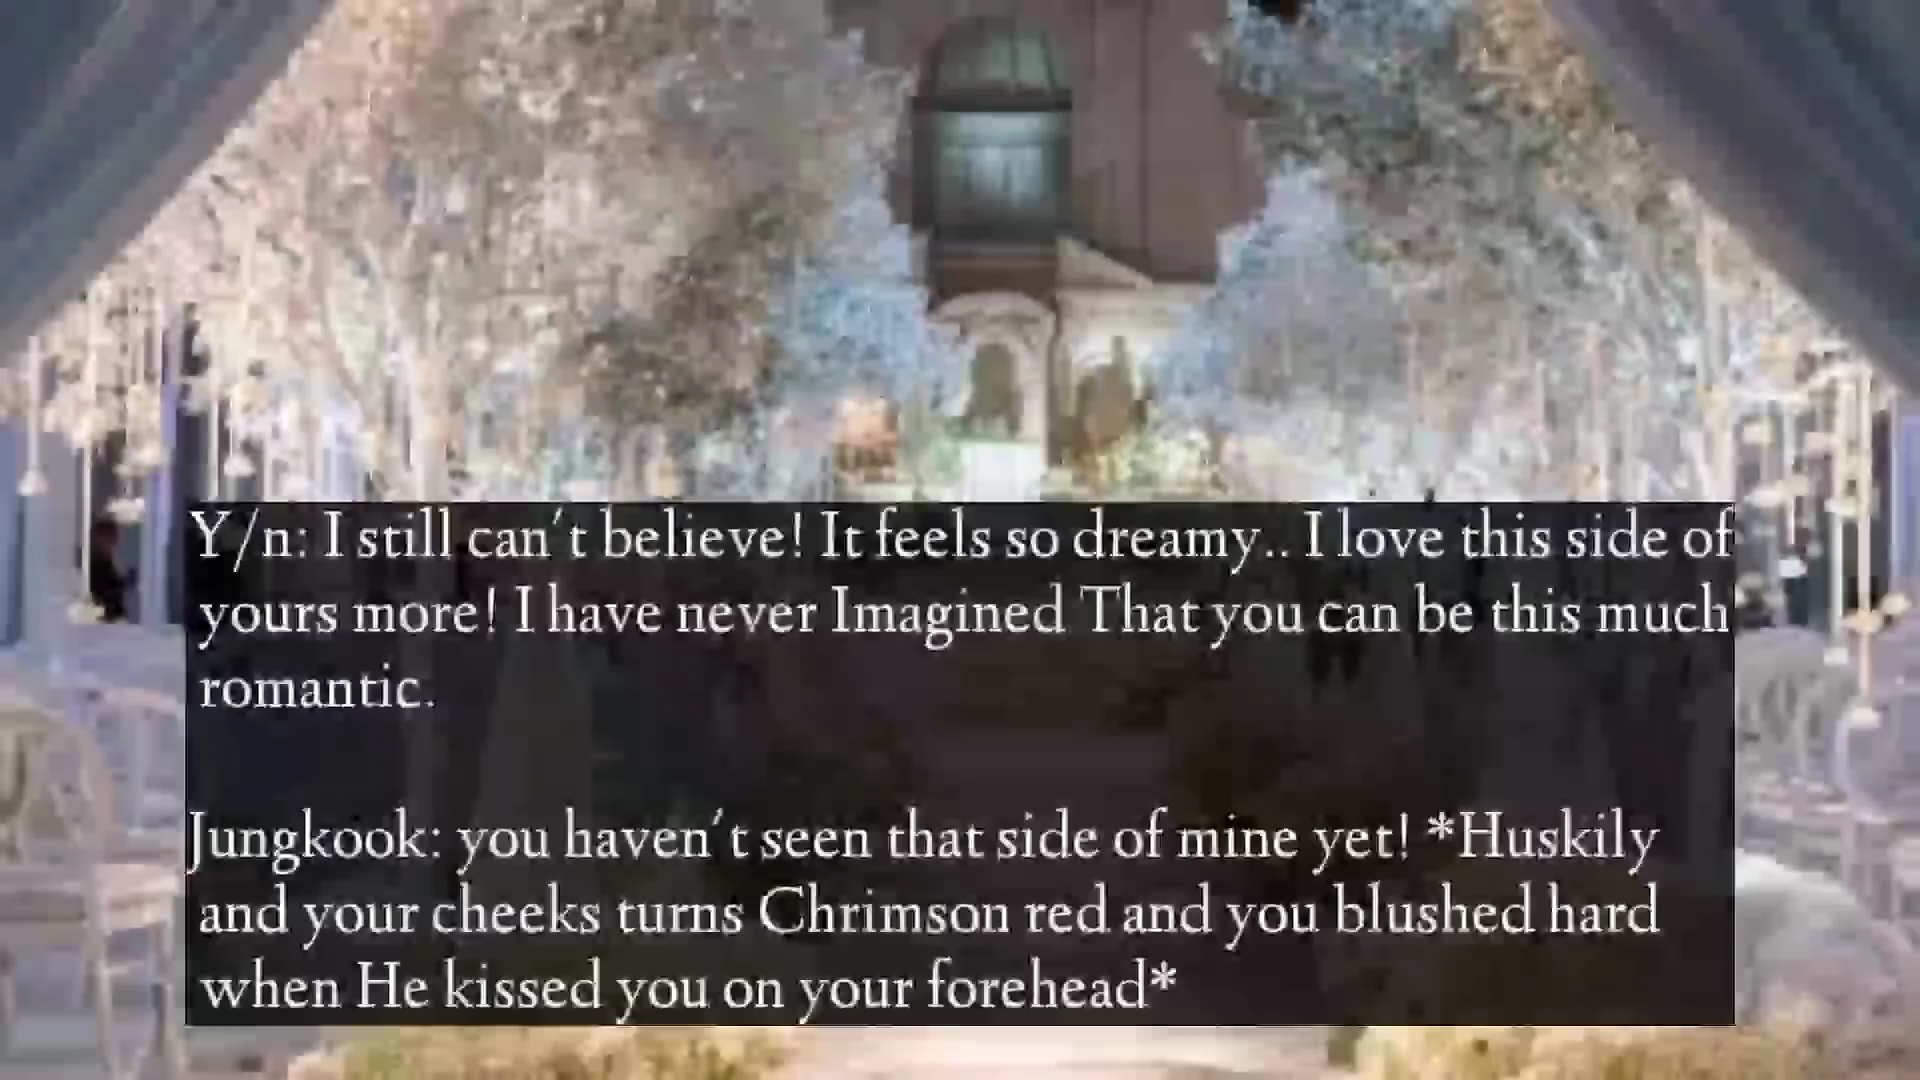 Y/n: I still can't believe! It feels so dreamy.. I love this side of
yours more! I have never Imagined That you can be this much
romantic.
Jungkook: you haven't seen that side of mine yet! *Huskily
and your cheeks turns Chrimson red and you blushed hard
when He kissed you on your forehead*